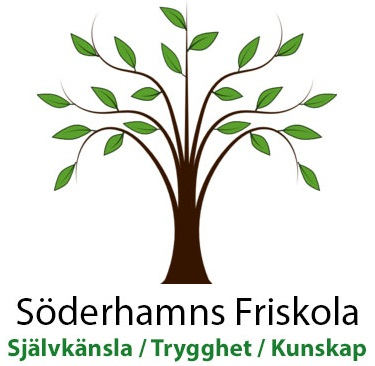 Söderhamns Friskola
Självkänsla / Trygghet / Kunskap